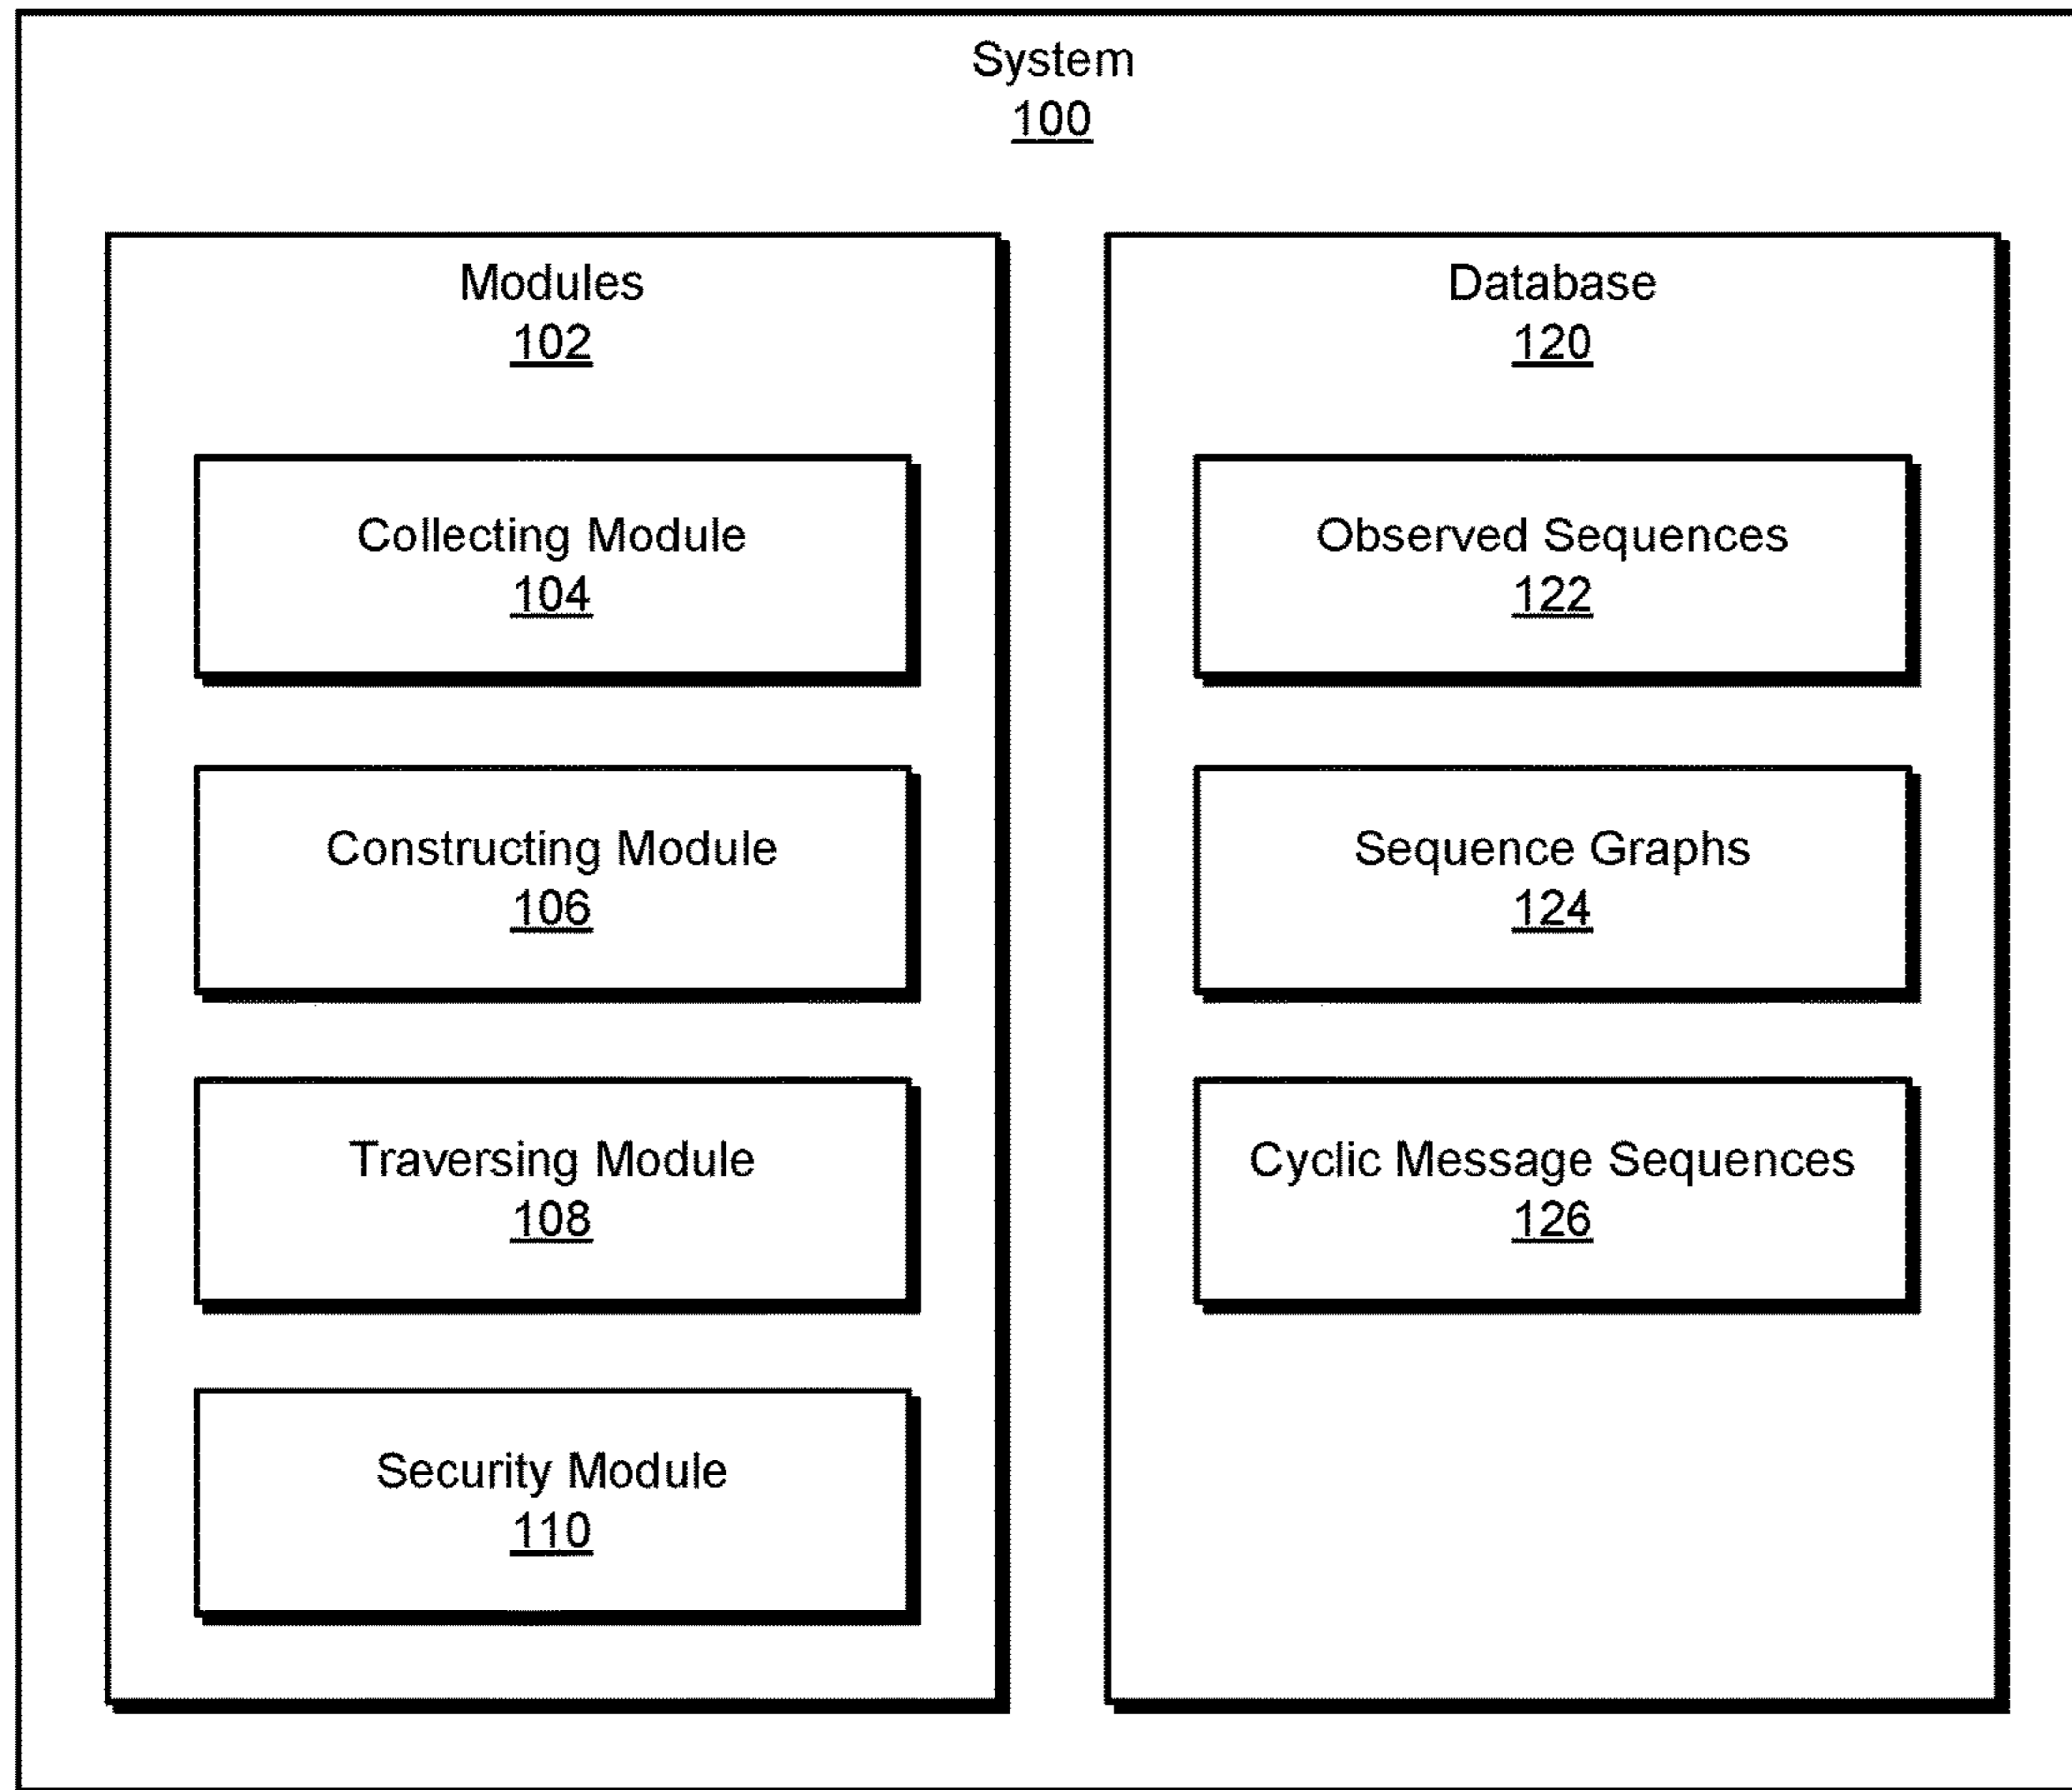 System
100
Modules
102
Collecting Module
104
Constructing Module
106
Traversing Module
108
Security Module
110
Database
120
Observed Sequences
122
Sequence Graphs
124
Cyclic Message Sequences
126